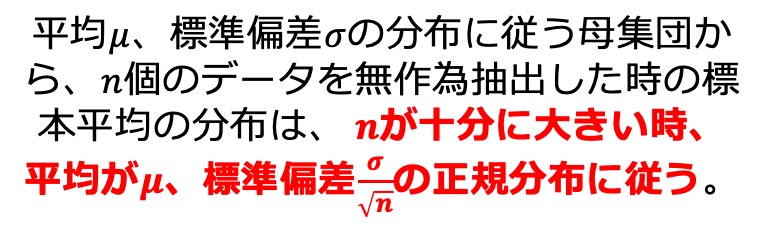 平均μ、標準偏差σの分布に従う母集団か
ら、n個のデータを無作為抽出した時の標
本平均の分布は、 nが十分に大きい時、
平均がμ、標準偏差σ/√nの正規分布に従う。